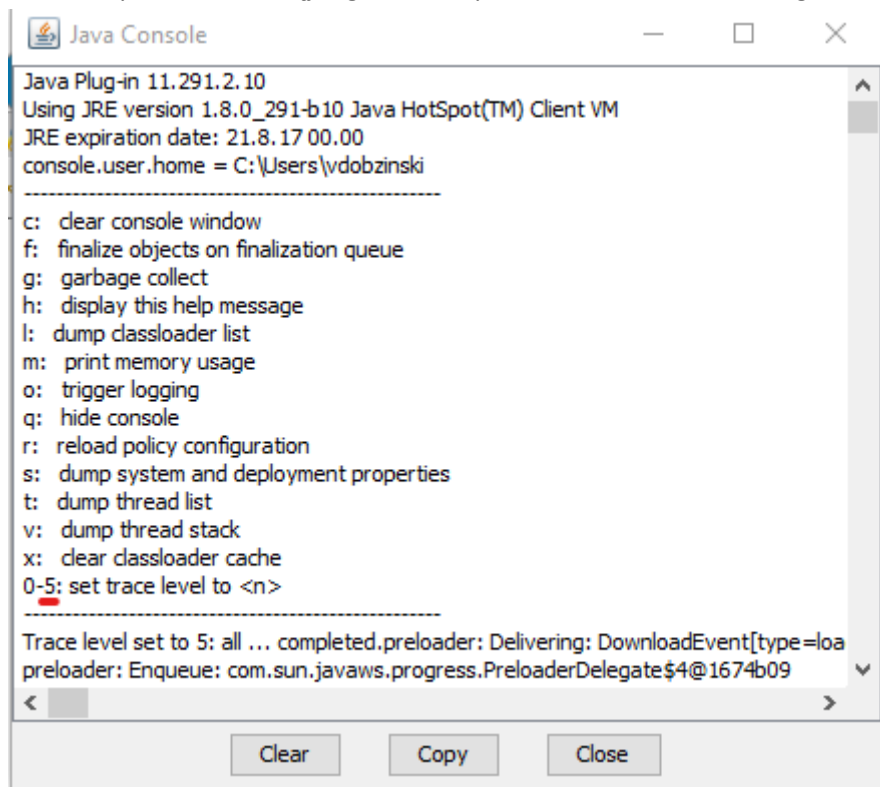 Java Console
Java Plug-in 11.291.2.10
Using JRE version 1.8.0_291-b10 Java HotSpot(TM) Client VM
JRE expiration date: 21.8.17 00.00
console.user.home = C:\Users\vdobzinski
----------------------------------------------------
c: clear console window
f: finalize objects on finalization queue
g: garbage collect
h: display this help message
l: dump classloader list
m: print memory usage
o: trigger logging
q: hide console
r: reload policy configuration
s: dump system and deployment properties
t: dump thread list
v: dump thread stack
x: clear classloader cache
0-5: set trace level to <n>
----------------------------------------------------
Trace level set to 5: all ... completed.preloader: Delivering: DownloadEvent[type=loa
preloader: Enqueue: com.sun.javaws.progress.PreloaderDelegate$4@1674b09
Clear Copy Close